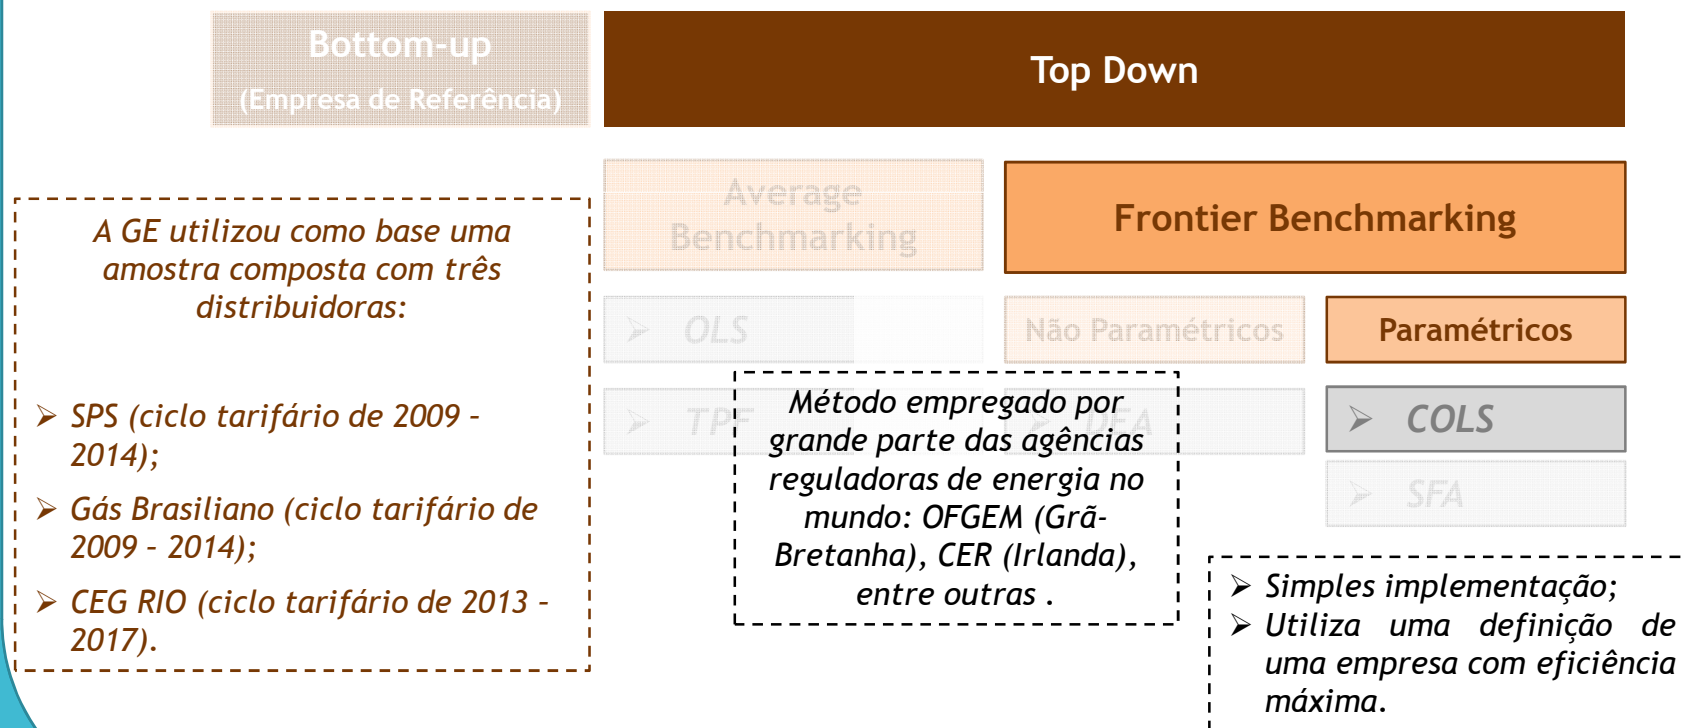 Bottom-up
(Empresa de Referência)
Top Down
Average
Benchmarking
Frontier Benchmarking
A GE utilizou como base uma
amostra composta com três
distribuidoras:
➢ SPS (ciclo tarifário de 2009 –
2014);
➢ Gás Brasiliano (ciclo tarifário de
2009 – 2014);
➢ CEG RIO (ciclo tarifário de 2013 –
2017).
➢ OLS
Não Paramétricos
Paramétricos
➢ TPF
➢ DEA
➢ COLS
➢ SFA
Método empregado por
grande parte das agências
reguladoras de energia no
mundo: OFGEM (Grã-
Bretanha), CER (Irlanda),
entre outras .
➢ Simples implementação;
➢ Utiliza uma definição de
uma empresa com eficiência
máxima.